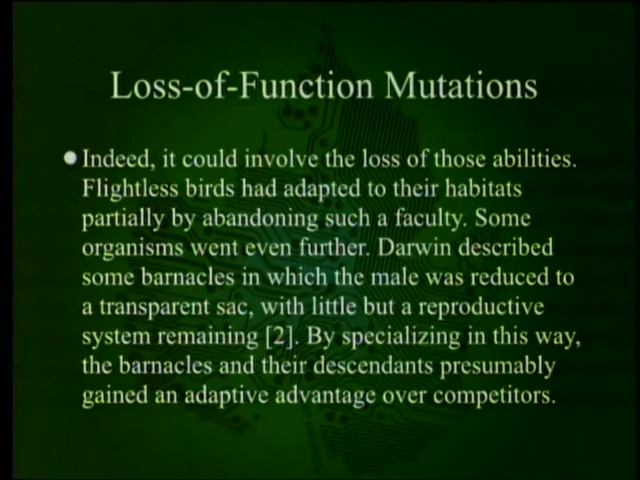 Loss-of-Function Mutations
Indeed, it could involve the loss of those abilities.
Flightless birds had adapted to their habitats
partially by abandoning such a faculty. Some
organisms went even further. Darwin described
some barnacles in which the male was reduced to
a transparent sac, with little but a reproductive
system remaining [2]. By specializing in this way,
the barnacles and their descendants presumably
gained an adaptive advantage over competitors.